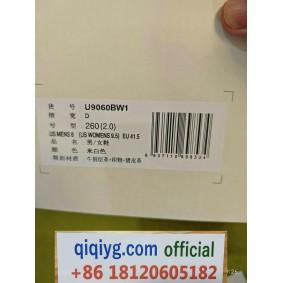 货 号 U9060BW1
楦 宽 D
号 型 260(2.0)
US MENS 8 (US WOMENS 9.5) EU 41.5
品 名 男/女鞋
颜 色 米白色
qiqiyg.com official
+86 18120605182